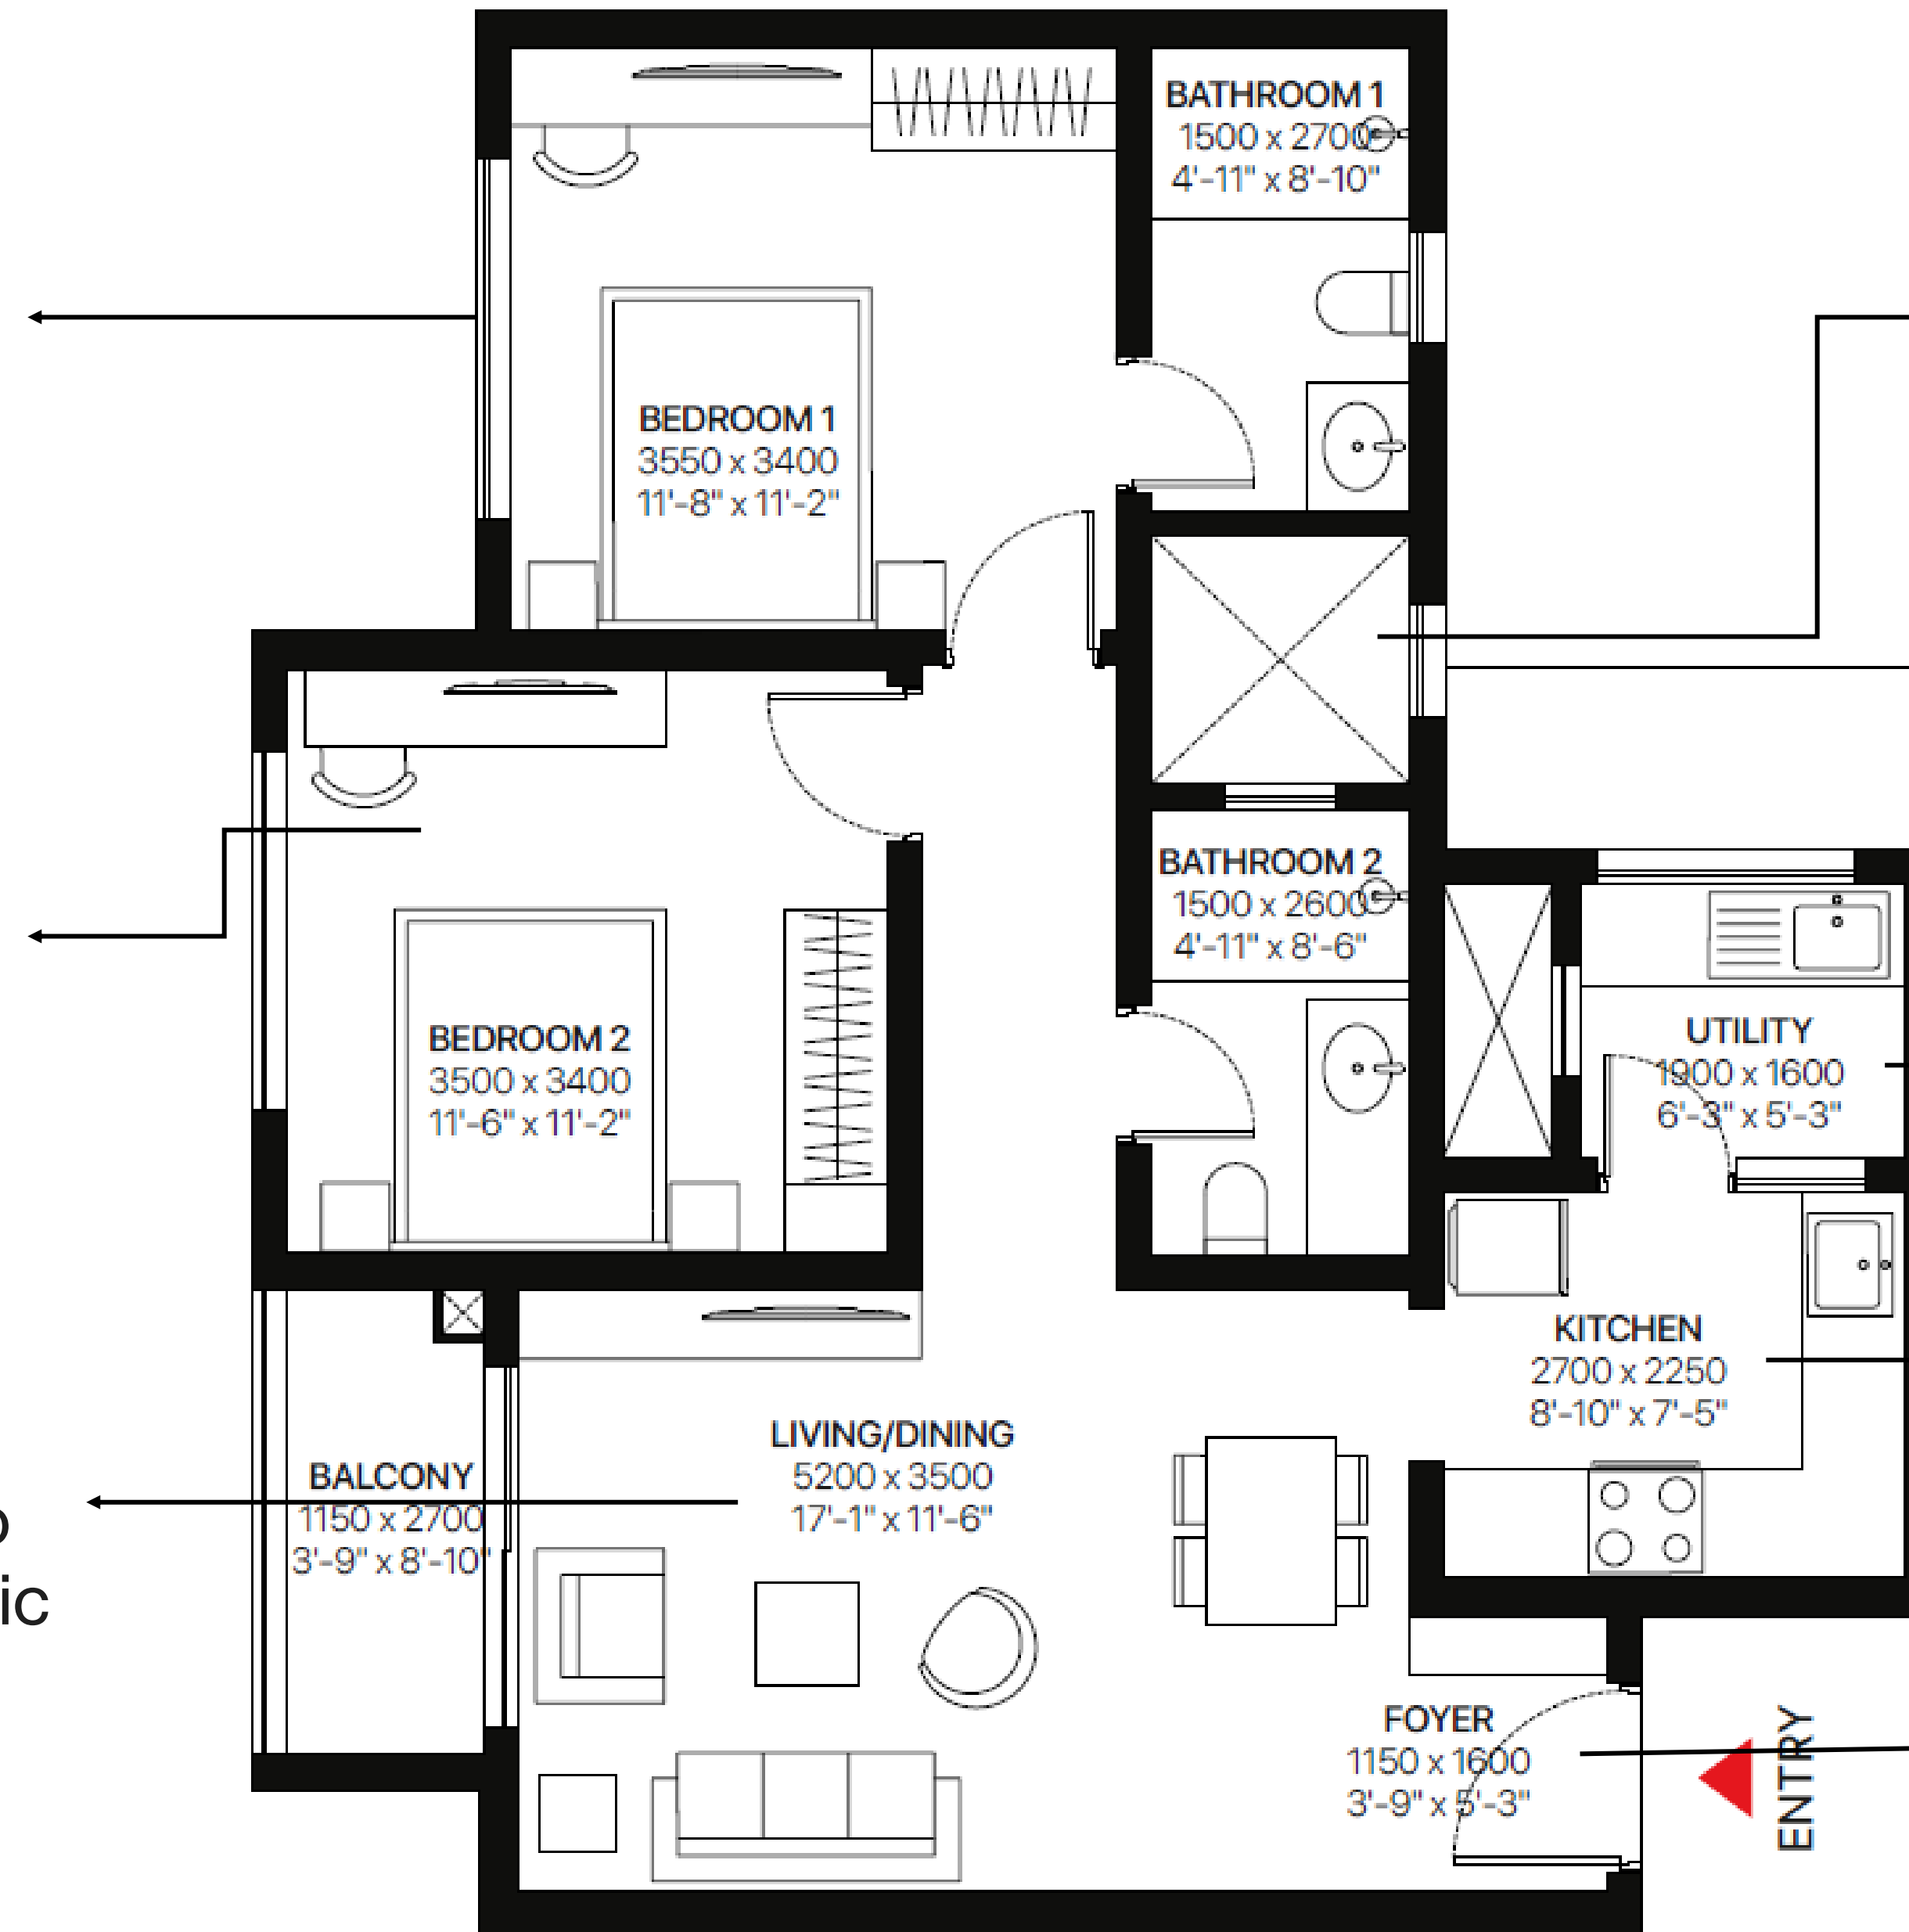 BATHROOM 1
1500 x 2700
4'-11" x 8'-10"
BEDROOM 1
3550 x 3400
11'-8" x 11'-2"
BATHROOM 2
1500 x 2600
4'-11" x 8'-6"
BEDROOM 2
3500 x 3400
11'-6" x 11'-2"
UTILITY
1900 x 1600
6'-3" x 5'-3"
KITCHEN
2700 x 2250
8'-10" x 7'-5"
LIVING/DINING
5200 x 3500
17'-1" x 11'-6"
BALCONY
1150 x 2700
3'-9" x 8'-10"
ic
FOYER
1150 x 1600
3'-9" x 5'-3"
ENTRY